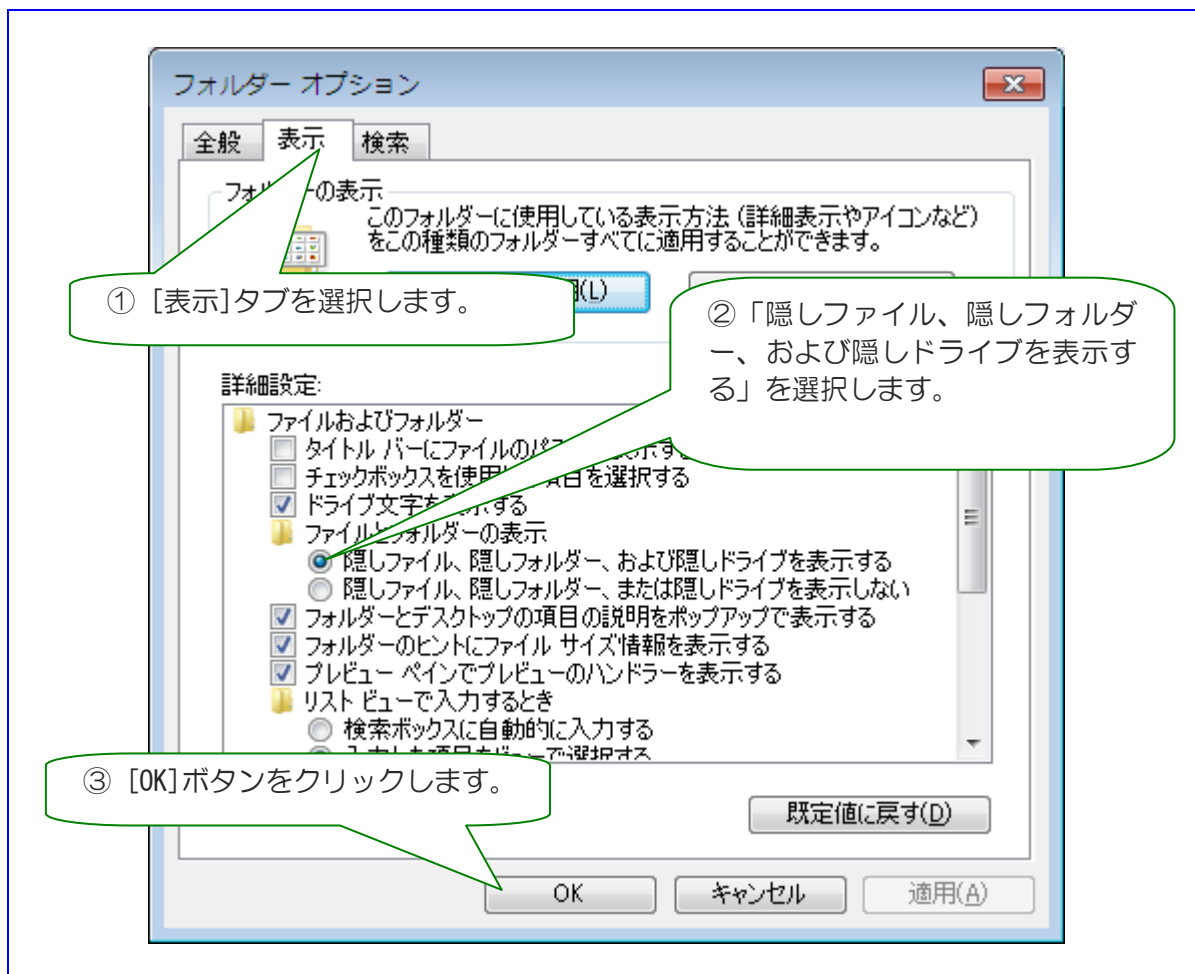 フォルダー オプション
全般 表示 検索
の表示
このフォルダーに使用している表示方法 (詳細表示やアイコンなど)
をこの種類のフォルダーすべてに適用することができます。
(L)
① [表示]タブを選択します。
②「隠しファイル、隠しフォルダ
ー、および隠しドライブを表示す
る」を選択します。
詳細設定:
ファイルおよびフォルダー
タイトル バーにファイルの
チェックボックスを使用 項目を選択する
ドライブ文字を表示する
ファイルとフォルダーの表示
隠しファイル、隠しフォルダー、および隠しドライブを表示する
隠しファイル、隠しフォルダー、または隠しドライブを表示しない
フォルダーとデスクトップの項目の説明をポップアップで表示する
フォルダーのヒントにファイル サイズ情報を表示する
プレビュー ペインでプレビューのハンドラーを表示する
リスト ビューで入力するとき
検索ボックスに自動的に入力する
③ [OK]ボタンをクリックします。
既定値に戻す(D)
OK キャンセル 適用(A)